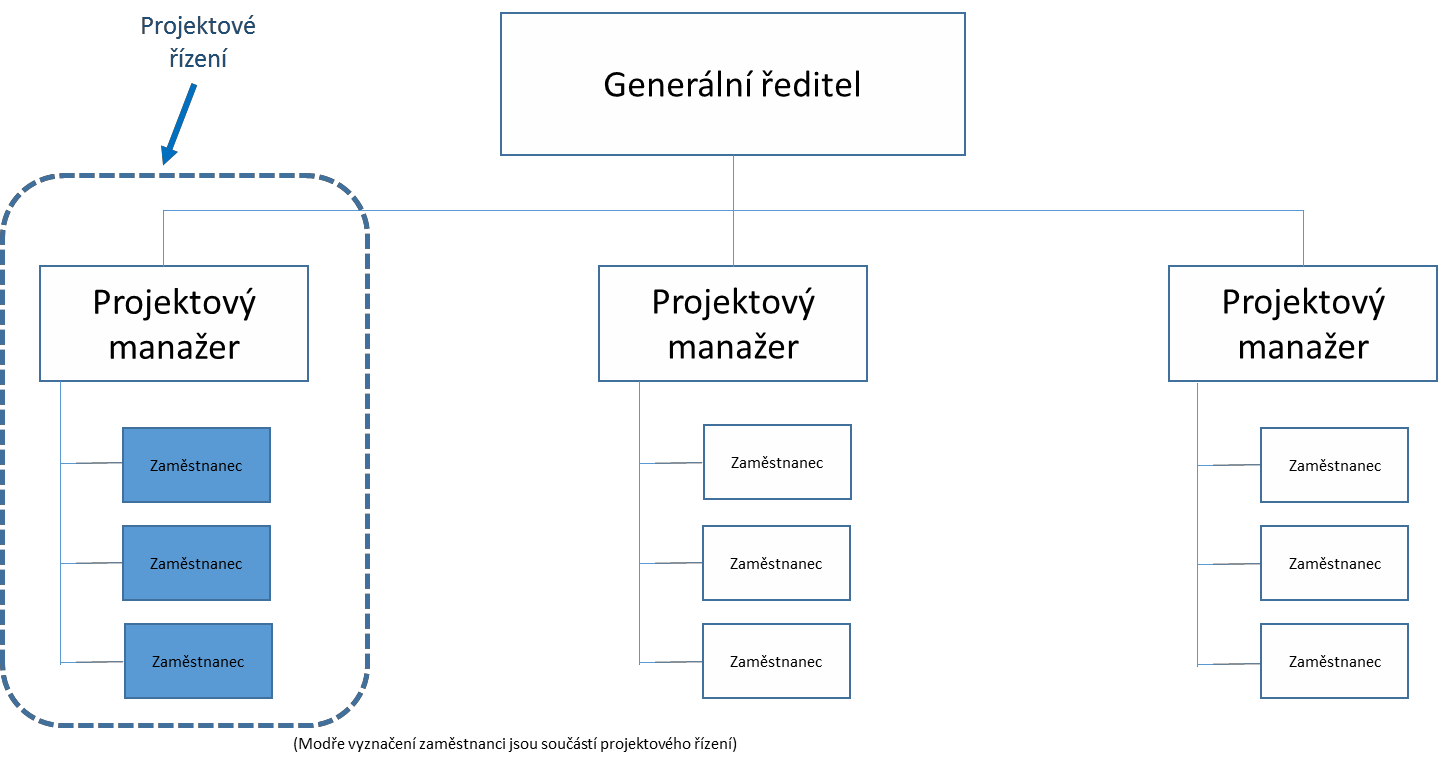 Projektové
řízení
Generální ředitel
Projektový
manažer
Zaměstnanec
Zaměstnanec
Zaměstnanec
Projektový
manažer
Zaměstnanec
Zaměstnanec
Zaměstnanec
Projektový
manažer
Zaměstnanec
Zaměstnanec
Zaměstnanec
(Modře vyznačení zaměstnanci jsou součástí projektového řízení)